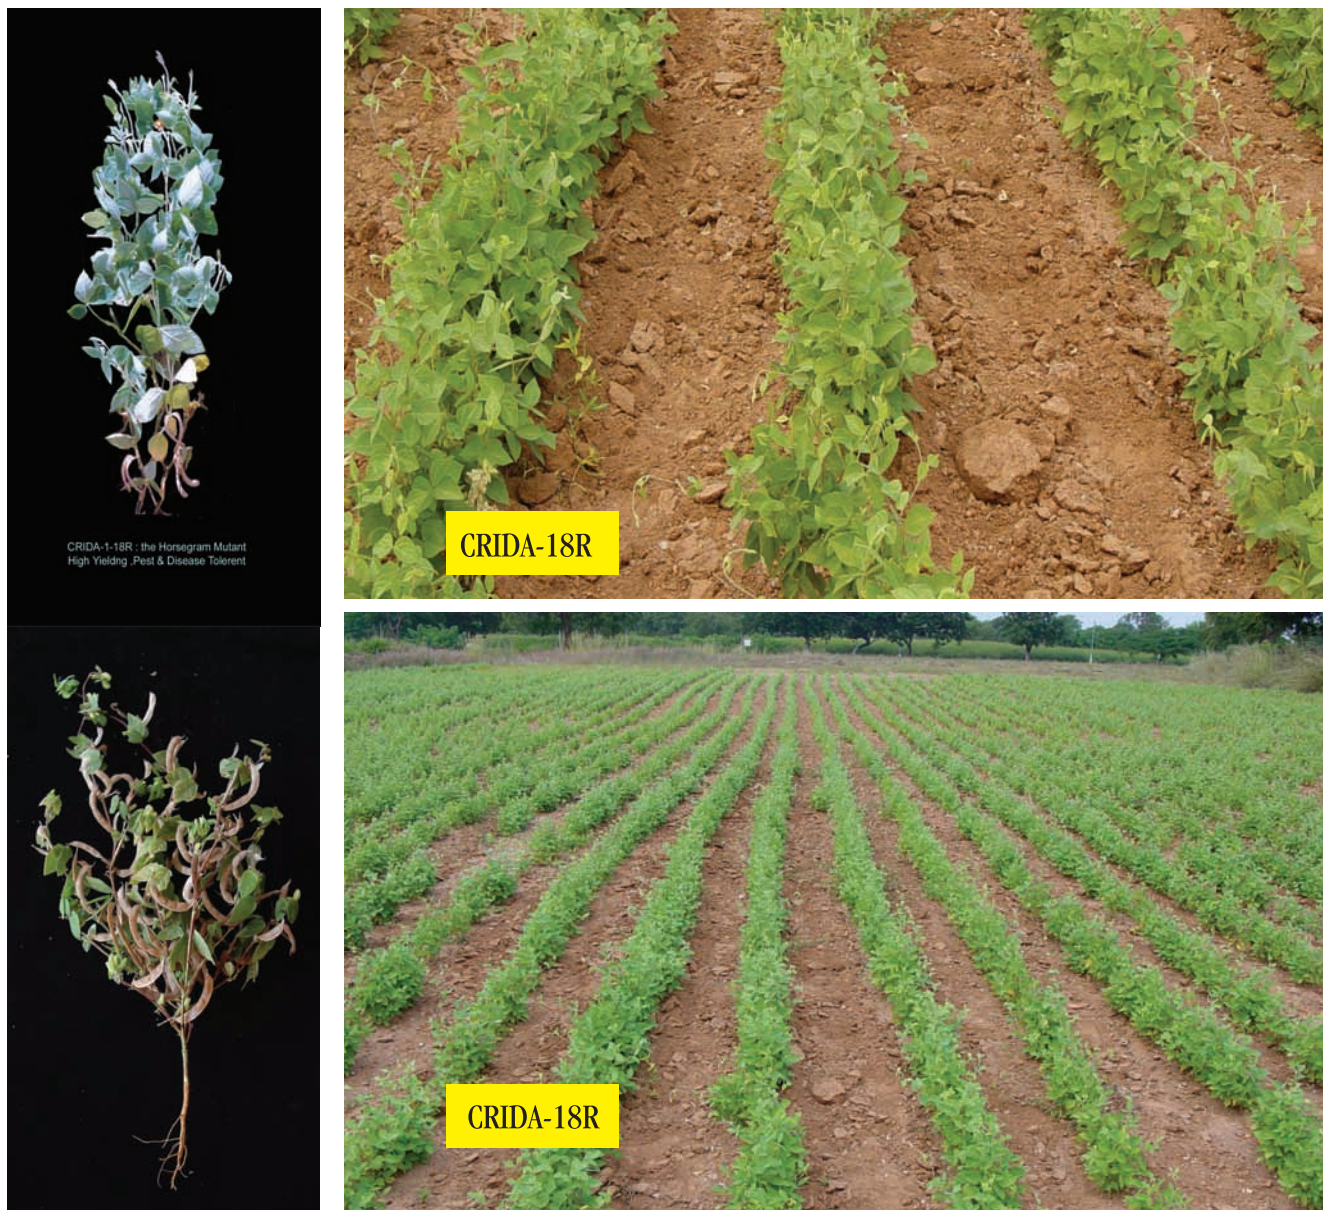 CRIDA-1-18R : the Horsegram Mutant
High Yieldng ,Pest & Disease Tolerent
CRIDA-18R
CRIDA-18R